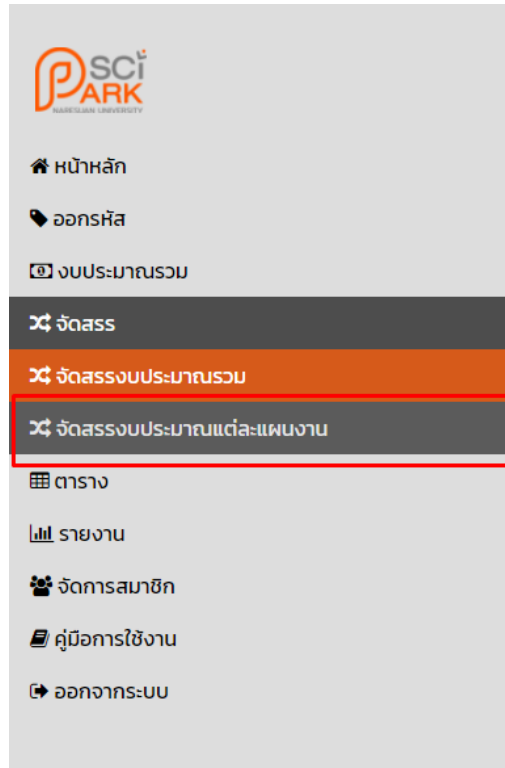 SCi
PARK
NARESUAN UNIVERSITY
หน้าหลัก
ออกรหัส
งบประมาณรวม
จัดสรร
จัดสรรงบประมาณรวม
จัดสรรงบประมาณแต่ละแผนงาน
ตาราง
รายงาน
จัดการสมาชิก
คู่มือการใช้งาน
ออกจากระบบ